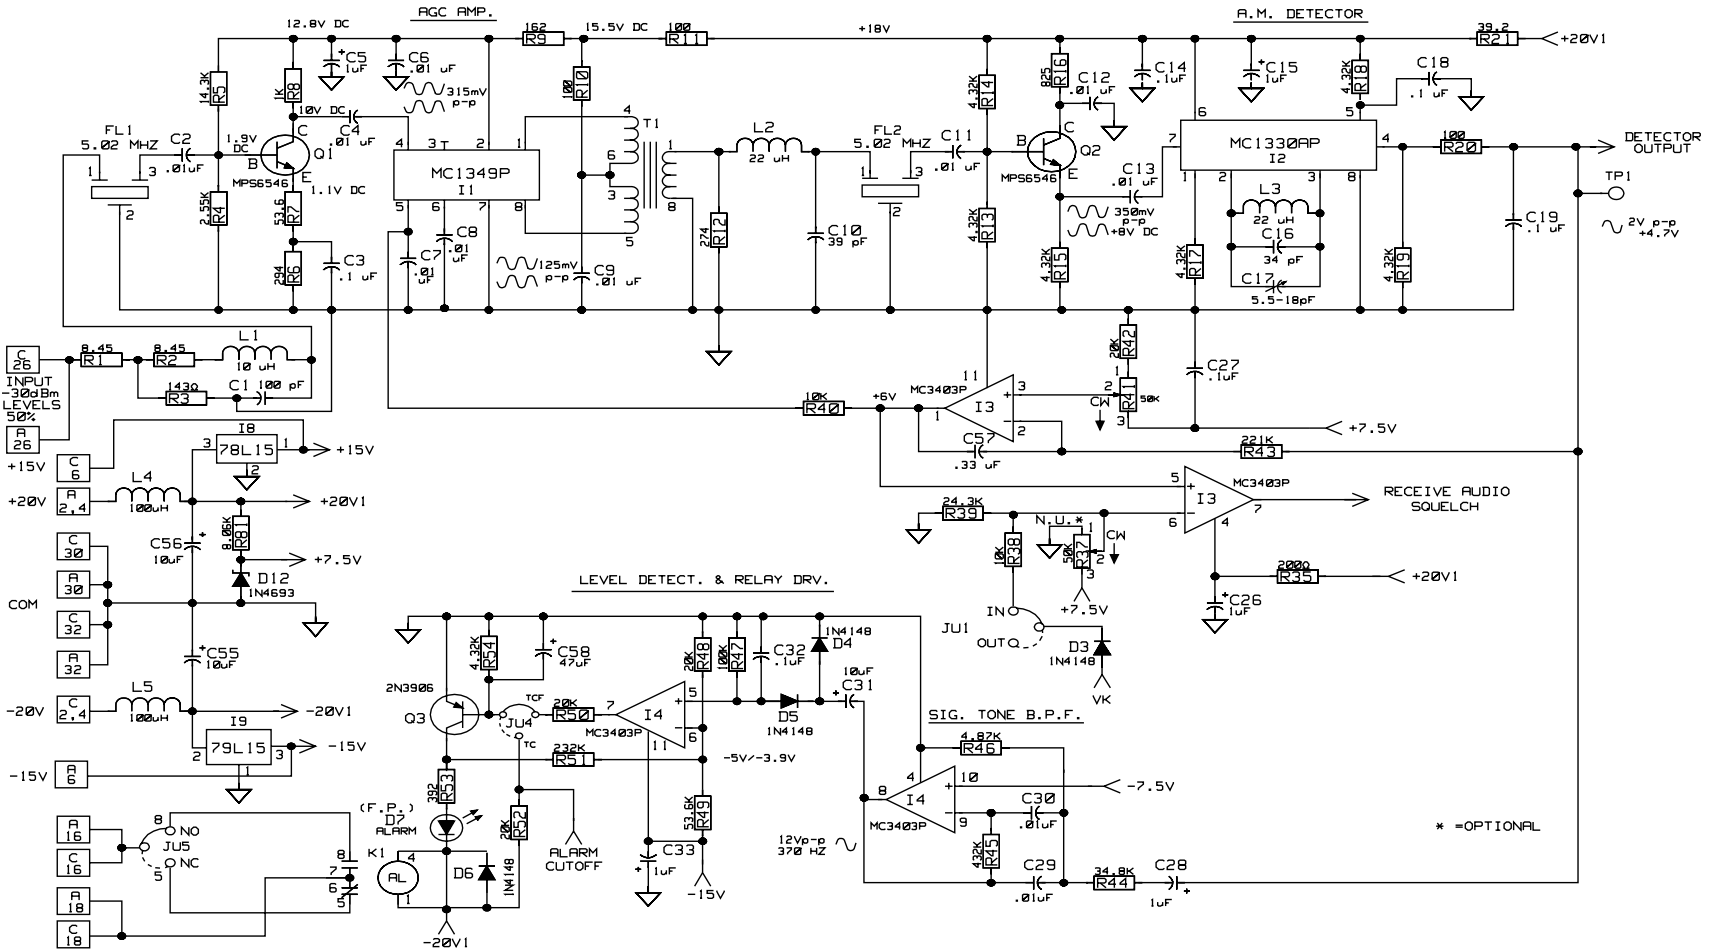 AGC AMP.
A.M. DETECTOR
12.8V DC
162
R9
15.5V DC
100
R11
+18V
39.2
R21
+20V1
14.3K
R5
1K
R8
+
C5
1uF
C6
.01 uF
315mV
p-p
100
R10
4.32K
R14
825
R16
C12
.01 uF
C14
.1uF
+
C15
.1uF
4.32K
R18
C18
.1 uF
10V DC
C4
.01 uF
FL1
5.02 MHZ
1
3
2
C2
.01uF
1.9V
DC
B
C
E
Q1
MPS6546
1.1V DC
4
3
T
2
1
MC1349P
I1
5
6
7
8
4
T1
6
3
5
1
8
L2
22 uH
FL2
5.02 MHZ
1
3
2
C11
.01 uF
B
C
E
Q2
MPS6546
C13
.01 uF
6
5
7
MC1330AP
I2
4
1
2
3
8
100
R20
DETECTOR
OUTPUT
TP1
2V p-p
+4.7V
2.55K
R4
53.6
R7
294
R6
C3
.1 uF
C7
.01
uF
C8
.01
uF
125mV
p-p
C9
.01 uF
274
R12
C10
39 pF
4.32K
R13
4.32K
R15
350mV
p-p
+8V DC
4.32K
R17
L3
22 uH
C16
34 pF
C17
5.5-18pF
4.32K
R19
C19
.1 uF
C
26
INPUT
-30dBm
LEVELS
50%
A
26
8.45
R1
8.45
R2
L1
10 uH
143Ω
R3
C1
100 pF
10K
R40
+6V
11
MC3403P
I3
1
+
3
-
2
20K
R42
2
R41
50K
CW
3
C27
.1uF
+7.5V
C57
.33 uF
221K
R43
+15V
C
6
I8
3
78L15
1
2
+15V
+20V
A
2,4
L4
100uH
+20V1
8.06K
R81
C56
+
10uF
+7.5V
D12
1N4693
C
30
A
30
COM
C
32
A
32
+
C55
10uF
-20V
C
2,4
L5
100uH
-20V1
I9
2
79L15
3
1
-15V
-15V
A
6
24.3K
R39
N.U.*
10K
R38
1
50K
R37
2
CW
3
+7.5V
5
+
MC3403P
I3
6
-
7
4
RECEIVE AUDIO
SQUELCH
200Ω
R35
+20V1
+
C26
1uF
IN
JU1
OUT
D3
1N4148
VK
LEVEL DETECT. & RELAY DRV.
4.32K
R54
+
C58
47uF
20K
R48
100K
R47
C32
.1uF
1N4148
D4
10uF
+
C31
D5
1N4148
2N3906
Q3
TCF
JU4
TC
20K
R50
7
I4
MC3403P
+
5
-
6
11
232K
R51
-5V/-3.9V
53.6K
R49
C33
+
1uF
-15V
392
R53
(F.P.)
D7
ALARM
20K
R52
ALARM
CUTOFF
K1
4
AL
1
D6
1N4148
-20V1
SIG. TONE B.P.F.
4.87K
R46
4
+
10
8
I4
-
9
MC3403P
-7.5V
12Vp-p
370 HZ
C30
.01uF
432K
R45
C29
.01uF
34.8K
R44
C28
+
1uF
* =OPTIONAL
A
16
C
16
8
NO
JU5
NC
5
8
7
6
5
A
18
C
18